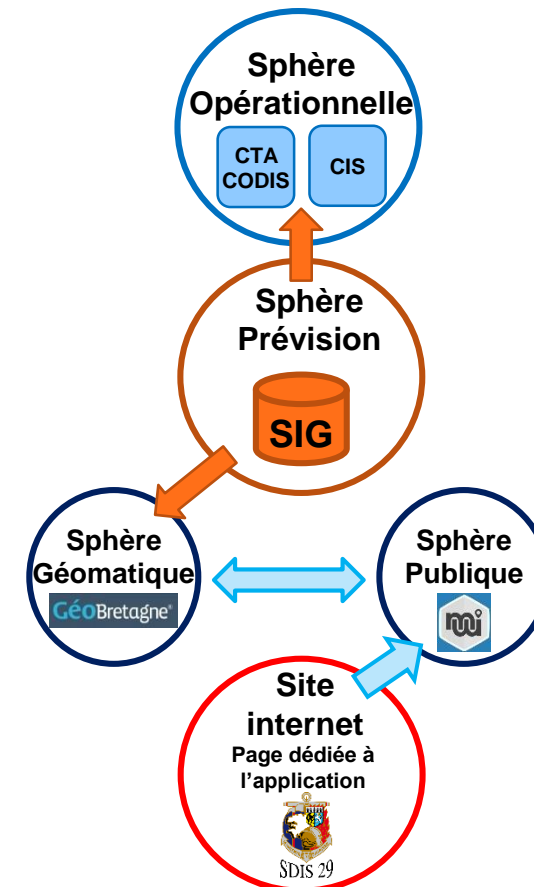 Sphère
Opérationnelle
CTA
CODIS
CIS
Sphère
Prévision
SIG
Sphère
Géomatique
GéoBretagne®
Sphère
Publique
Site
internet
Page dédiée à
l'application
SDIS 29